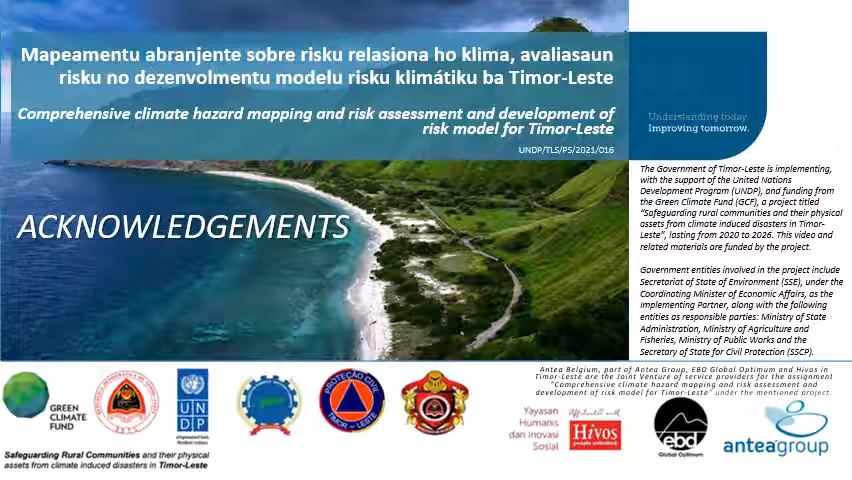 Mapeamentu abranjente sobre risku relasiona ho klima, avaliasaun
risku no dezenvolmentu modelu risku klimátiku ba Timor-Leste
Comprehensive climate hazard mapping and risk assessment and development of
risk model for Timor-Leste
UNDP/TLS/PS/2021/016
Understanding today.
Improving tomorrow.
ACKNOWLEDGEMENTS
The Government of Timor-Leste is implementing,
with the support of the United Nations
Development Program (UNDP), and funding from
the Green Climate Fund (GCF), a project titled
“Safeguarding rural communities and their physical
assets from climate induced disasters in Timor-
Leste”, lasting from 2020 to 2026. This video and
related materials are funded by the project.
Government entities involved in the project include
Secretariat of State of Environment (SSE), under the
Coordinating Minister of Economic Affairs, as the
Implementing Partner, along with the following
entities as responsible parties: Ministry of State
Administration, Ministry of Agriculture and
Fisheries, Ministry of Public Works and the
Secretary of State for Civil Protection (SSCP).
Antea Belgium, part of Antea Group, EBD Global Optimum and Hivos in
Timor-Leste are the Joint Venture of service providers for the assignment
“Comprehensive climate hazard mapping and risk assessment and
development of risk model for Timor-Leste” under the mentioned project.
GREEN
CLIMATE
FUND
U N
D P
PROTEÇÃO CIVIL
TIMOR - LESTE
Yayasan
Humanis
dan Inovasi
Sosial
Affiliated with
Hivos
people unlimited
ebd
Global Optimum
anteagroup
Safeguarding Rural Communities and their physical
assets from climate induced disasters in Timor-Leste